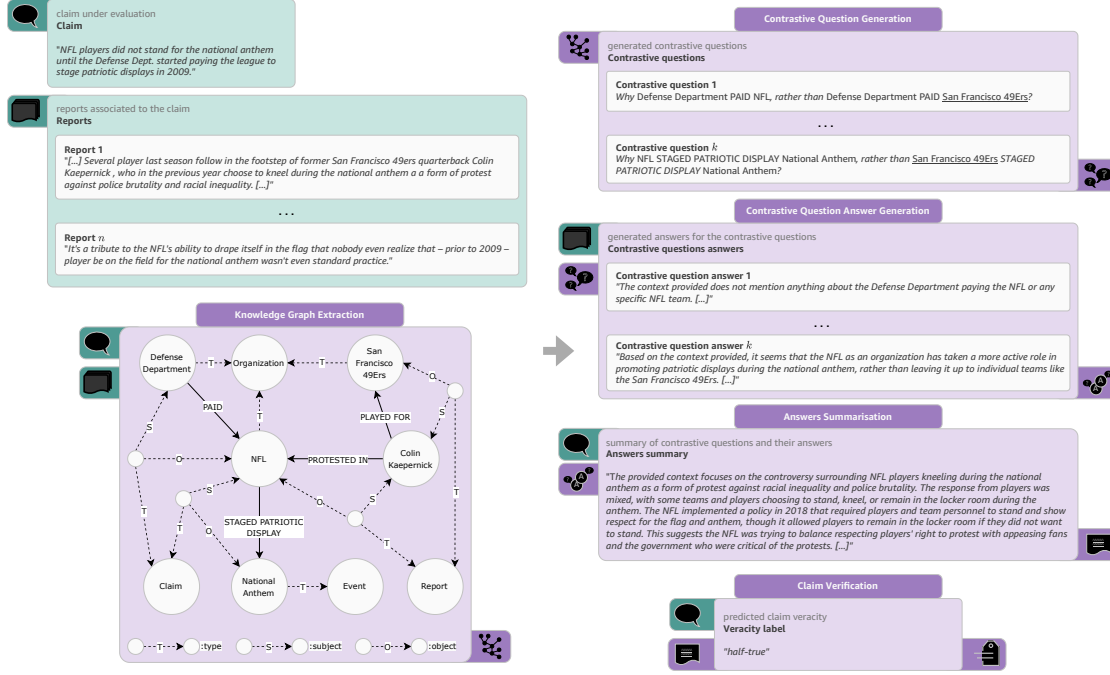 claim under evaluation
Claim
"NFL players did not stand for the national anthem
until the Defense Dept. started paying the league to
stage patriotic displays in 2009."
reports associated to the claim
Reports
Report 1
"[...] Several player last season follow in the footstep of former San Francisco 49ers quarterback Colin
Kaepernick , who in the previous year choose to kneel during the national anthem a a form of protest
against police brutality and racial inequality. [...]"
...
Report n
"It's a tribute to the NFL's ability to drape itself in the flag that nobody even realize that – prior to 2009 –
player be on the field for the national anthem wasn't even standard practice."
Knowledge Graph Extraction
Defense
Department
T
Organization
T
San
Francisco
49Ers
O
PAID
T
PLAYED FOR
S
S
O
NFL
PROTESTED IN
Colin
Kaepernick
S
O
S
T
T
O
STAGED PATRIOTIC
DISPLAY
T
T
Claim
National
Anthem
T
Event
Report
T
:type
S
:subject
O
:object
Contrastive Question Generation
generated contrastive questions
Contrastive questions
Contrastive question 1
Why Defense Department PAID NFL, rather than Defense Department PAID San Francisco 49Ers?
...
Contrastive question k
Why NFL STAGED PATRIOTIC DISPLAY National Anthem, rather than San Francisco 49Ers STAGED
PATRIOTIC DISPLAY National Anthem?
? ? ?
Contrastive Question Answer Generation
generated answers for the contrastive questions
Contrastive questions asnwers
? ? ?
Contrastive question answer 1
"The context provided does not mention anything about the Defense Department paying the NFL or any
specific NFL team. [...]"
...
Contrastive question answer k
"Based on the context provided, it seems that the NFL as an organization has taken a more active role in
promoting patriotic displays during the national anthem, rather than leaving it up to individual teams like
the San Francisco 49Ers. [...]"
A A A
Answers Summarisation
summary of contrastive questions and their answers
Answers summary
A A A
"The provided context focuses on the controversy surrounding NFL players kneeling during the national
anthem as a form of protest against racial inequality and police brutality. The response from players was
mixed, with some teams and players choosing to stand, kneel, or remain in the locker room during the
anthem. The NFL implemented a policy in 2018 that required players and team personnel to stand and show
respect for the flag and anthem, though it allowed players to remain in the locker room if they did not want
to stand. This suggests the NFL was trying to balance respecting players' right to protest with appeasing fans
and the government who were critical of the protests. [...]"
Claim Verification
predicted claim veracity
Veracity label
"half-true"